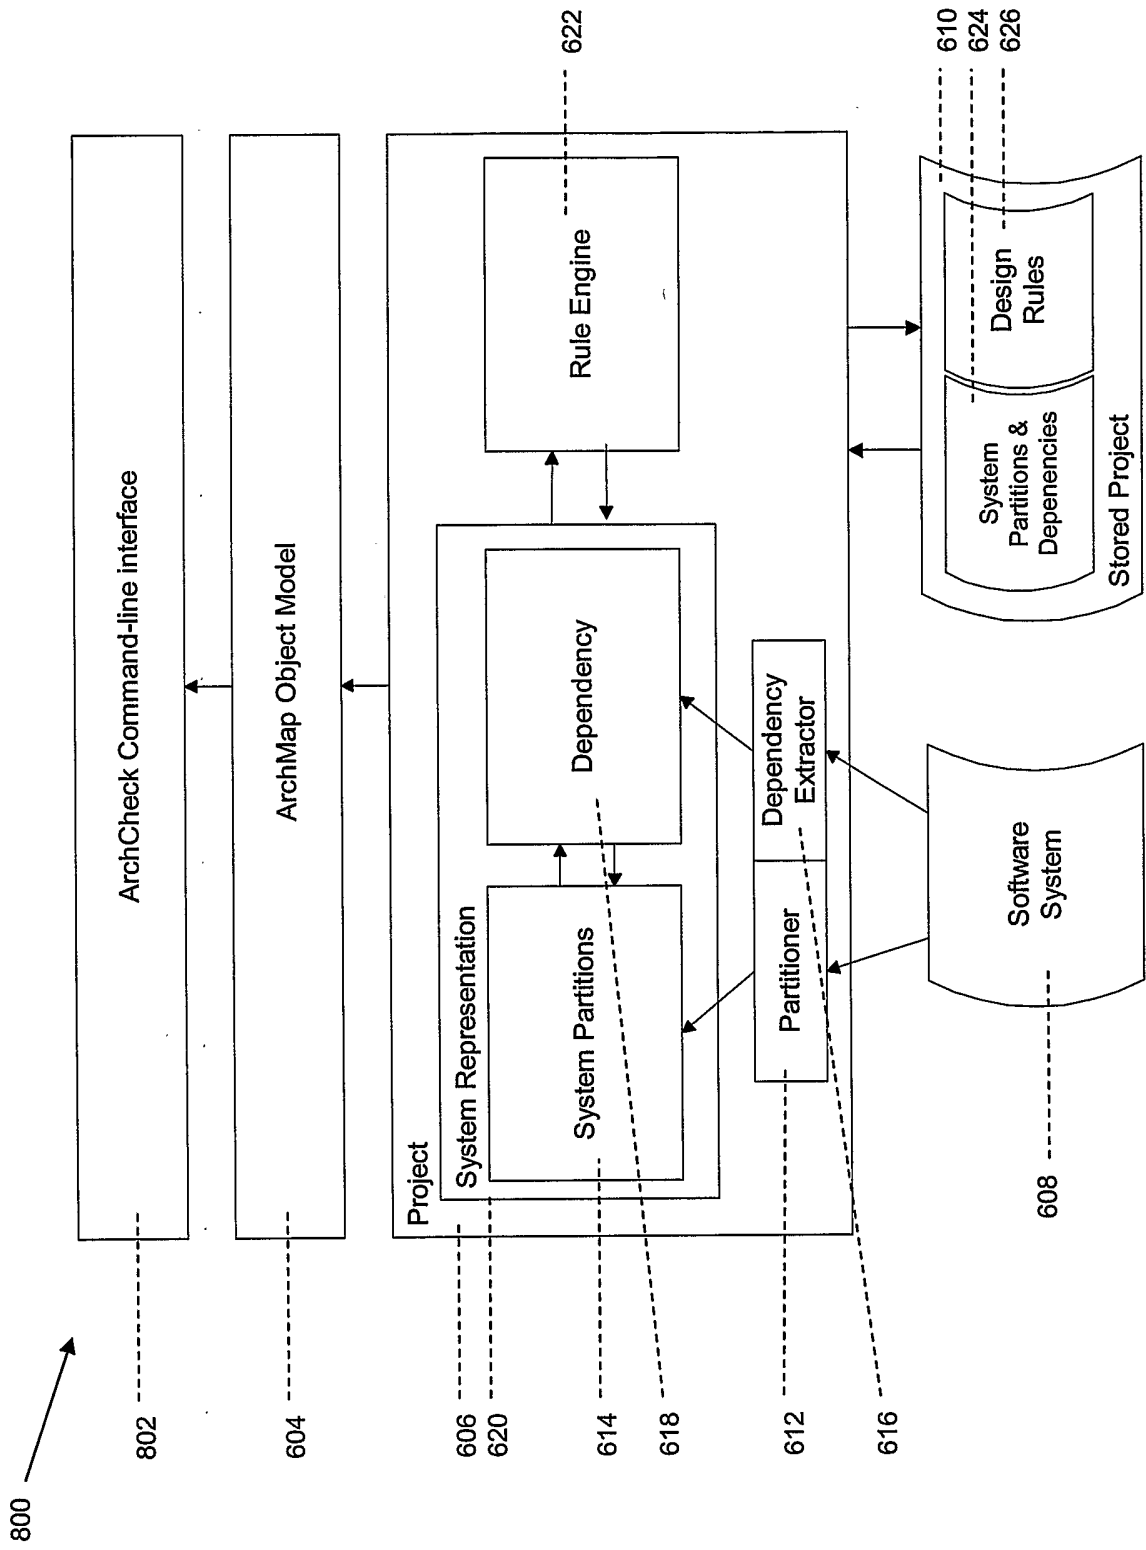 800
802
ArchCheck Command-line interface
604
ArchMap Object Model
606
Project
620
System Representation
614
System Partitions
618
Dependency
Rule Engine
622
612
Partitioner
616
Dependency
Extractor
608
Software
System
Stored Project
System
Partitions &
Depenencies
Design
Rules
610
624
626